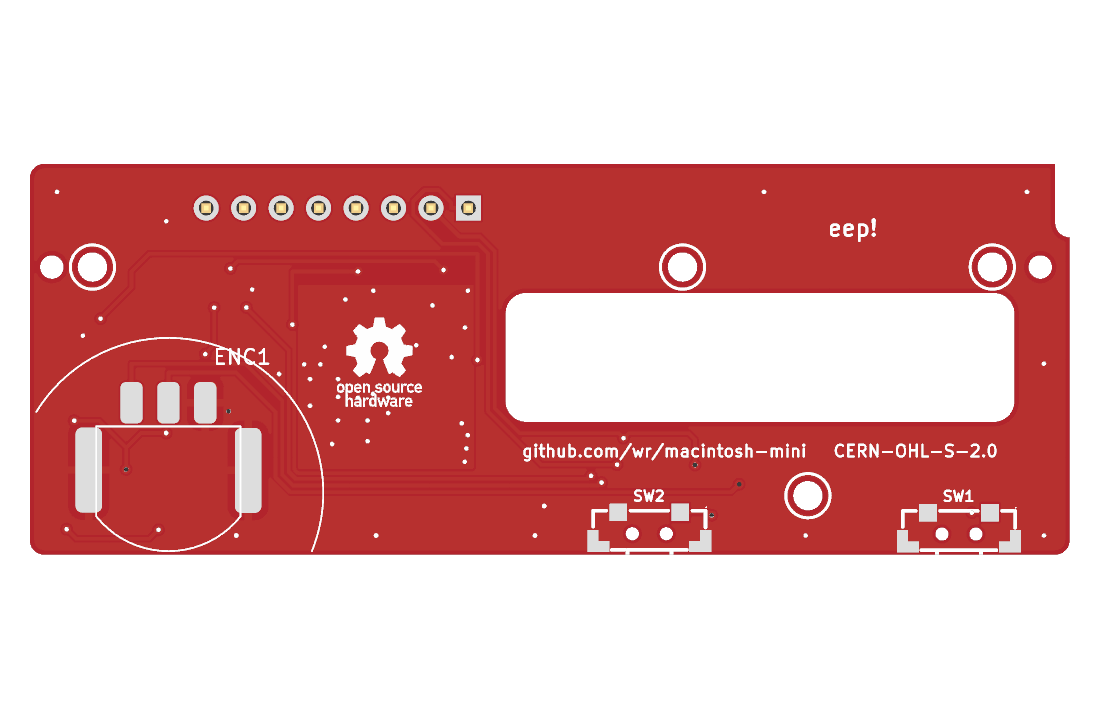 eep!
ENC1
open source
hardware
github.com/wr/macintosh-mini CERN-OHL-S-2.0
SW2 SW1